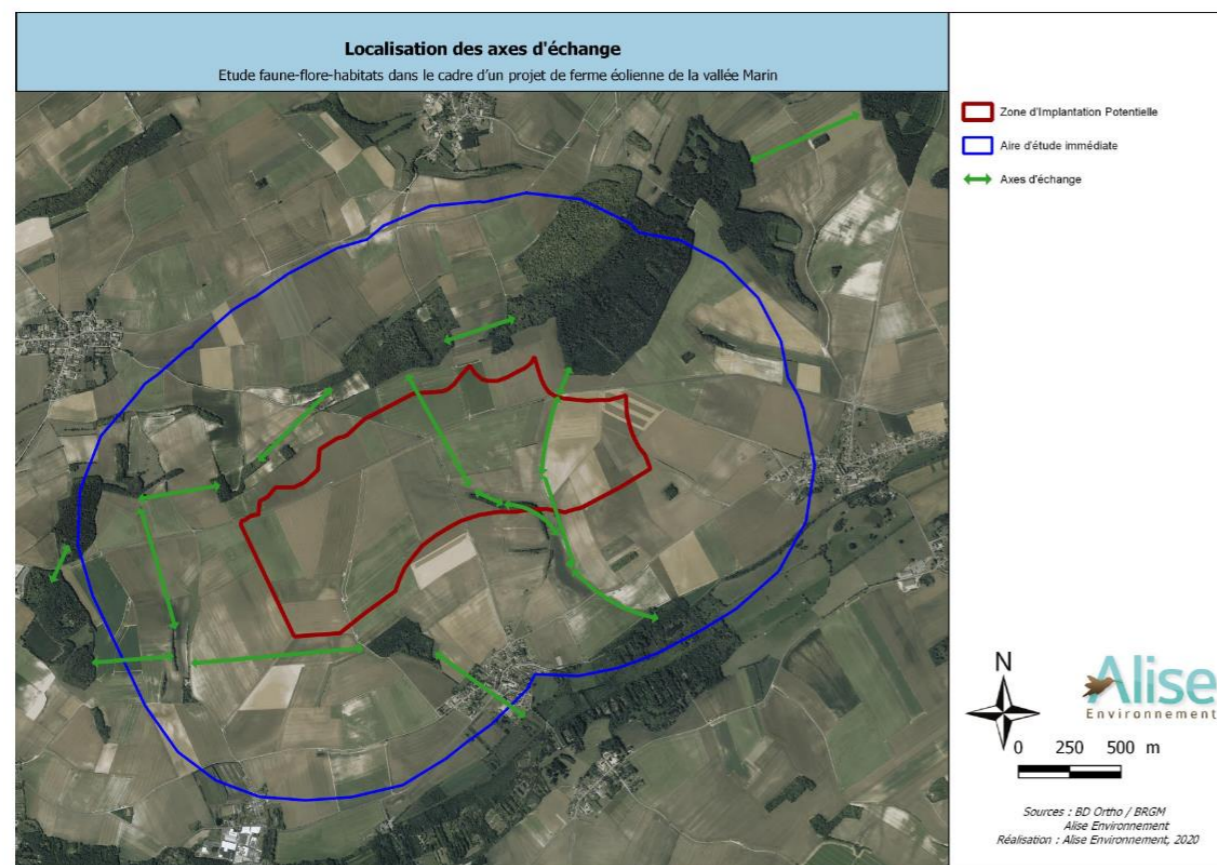 Localisation des axes d'échange
Etude faune-flore-habitats dans le cadre d'un projet de ferme éolienne de la vallée Marin
Zone d'Implantation Potentielle
Aire d'étude immédiate
Axes d'échange
N
Alise
Environnement
0 250 500 m
Sources : BD Ortho / BRGM
Alise Environnement
Réalisation : Alise Environnement, 2020